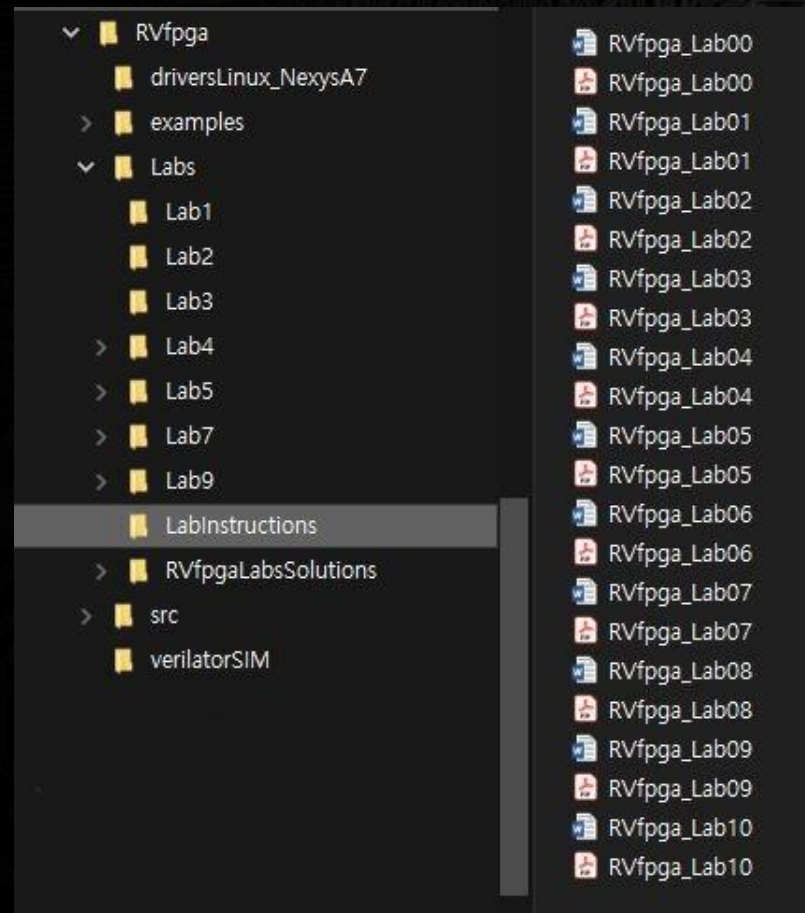 RVfpga
driversLinux_NexysA7
examples
Labs
Lab1
Lab2
Lab3
Lab4
Lab5
Lab7
Lab9
LabInstructions
RVfpgaLabsSolutions
src
verilatorSIM
RVfpga_Lab00
RVfpga_Lab00
RVfpga_Lab01
RVfpga_Lab01
RVfpga_Lab02
RVfpga_Lab02
RVfpga_Lab03
RVfpga_Lab03
RVfpga_Lab04
RVfpga_Lab04
RVfpga_Lab05
RVfpga_Lab05
RVfpga_Lab06
RVfpga_Lab06
RVfpga_Lab07
RVfpga_Lab07
RVfpga_Lab08
RVfpga_Lab08
RVfpga_Lab09
RVfpga_Lab09
RVfpga_Lab10
RVfpga_Lab10